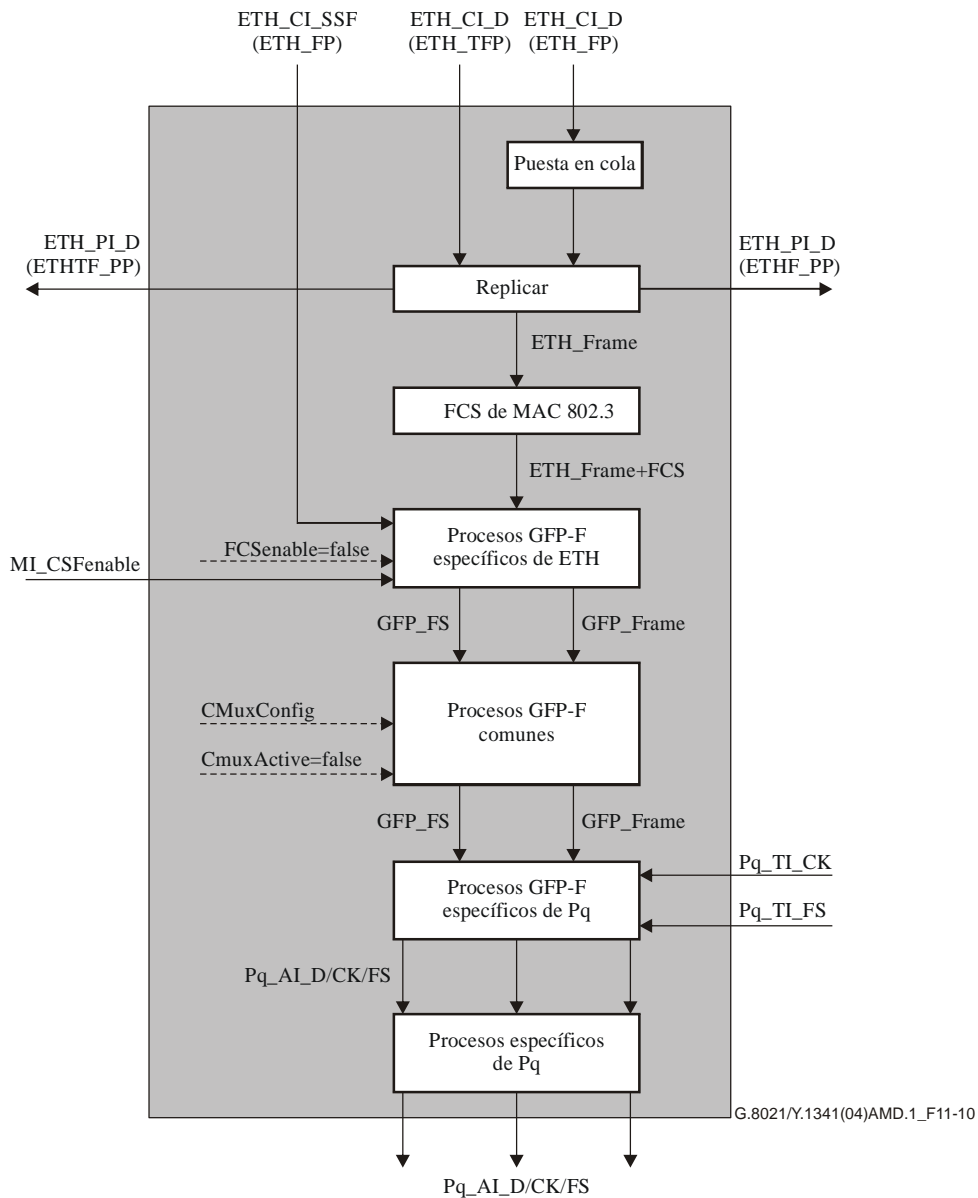 ETH_CI_SSF
(ETH_FP)
ETH_CI_D
(ETH_TFP)
ETH_CI_D
(ETH_FP)
Puesta en cola
ETH_PI_D
(ETHTF_PP)
ETH_PI_D
(ETHF_PP)
Replicar
ETH_Frame
FCS de MAC 802.3
ETH_Frame+FCS
Procesos GFP-F
específicos de ETH
FCSenable=false
MI_CSFenable
GFP_FS
GFP_Frame
CMuxConfig
Procesos GFP-F
comunes
CmuxActive=false
GFP_FS
GFP_Frame
Pq_TI_CK
Procesos GFP-F
específicos de Pq
Pq_TI_FS
Pq_AI_D/CK/FS
Procesos específicos
de Pq
G.8021/Y.1341(04)AMD.1_F11-10
Pq_AI_D/CK/FS